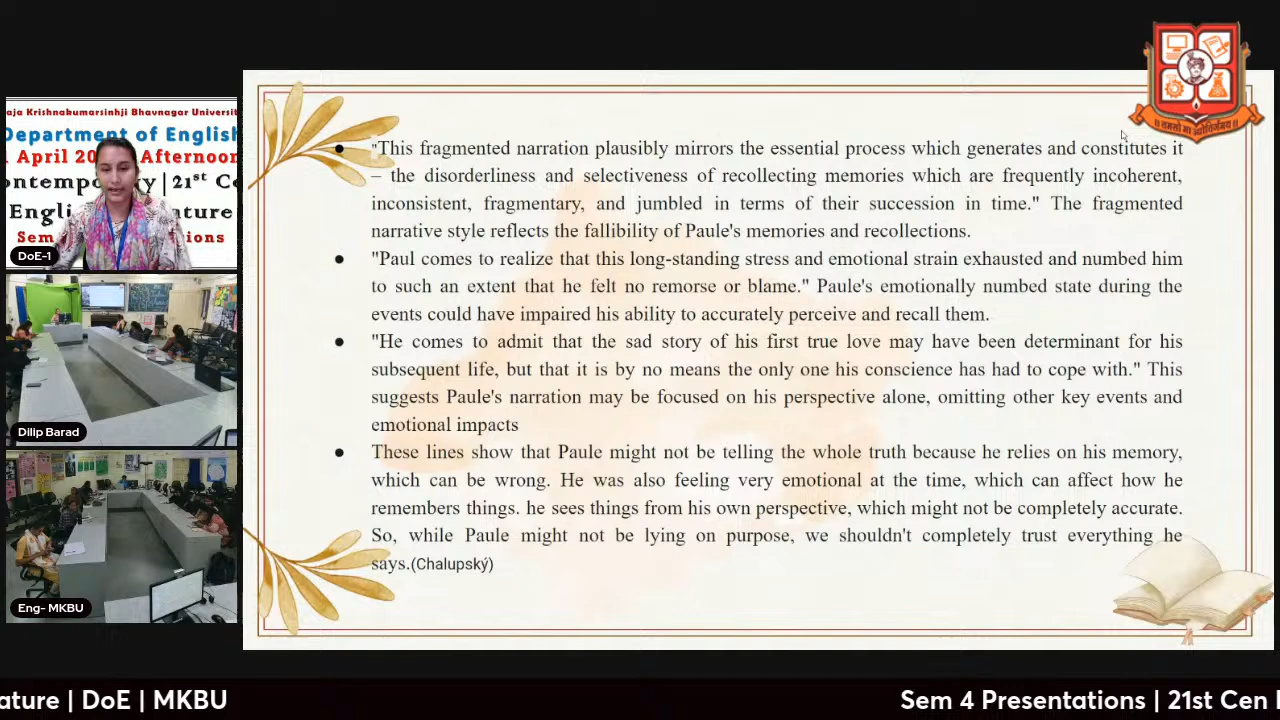 aja Krishnakumarsinhji Bhavnagar Universit
Department of English
April 20 Afternoon
ontempo y | 21st Ce
Engli ature
Sem ions
DoE-1
Dilip Barad
Eng- MKBU
• "This fragmented narration plausibly mirrors the essential process which generates and constitutes it
– the disorderliness and selectiveness of recollecting memories which are frequently incoherent,
inconsistent, fragmentary, and jumbled in terms of their succession in time." The fragmented
narrative style reflects the fallibility of Paule's memories and recollections.
• "Paul comes to realize that this long-standing stress and emotional strain exhausted and numbed him
to such an extent that he felt no remorse or blame." Paule's emotionally numbed state during the
events could have impaired his ability to accurately perceive and recall them.
• "He comes to admit that the sad story of his first true love may have been determinant for his
subsequent life, but that it is by no means the only one his conscience has had to cope with." This
suggests Paule's narration may be focused on his perspective alone, omitting other key events and
emotional impacts
• These lines show that Paule might not be telling the whole truth because he relies on his memory,
which can be wrong. He was also feeling very emotional at the time, which can affect how he
remembers things. he sees things from his own perspective, which might not be completely accurate.
So, while Paule might not be lying on purpose, we shouldn't completely trust everything he
says.(Chalupský)
ature | DoE | MKBU
Sem 4 Presentations | 21st Cen